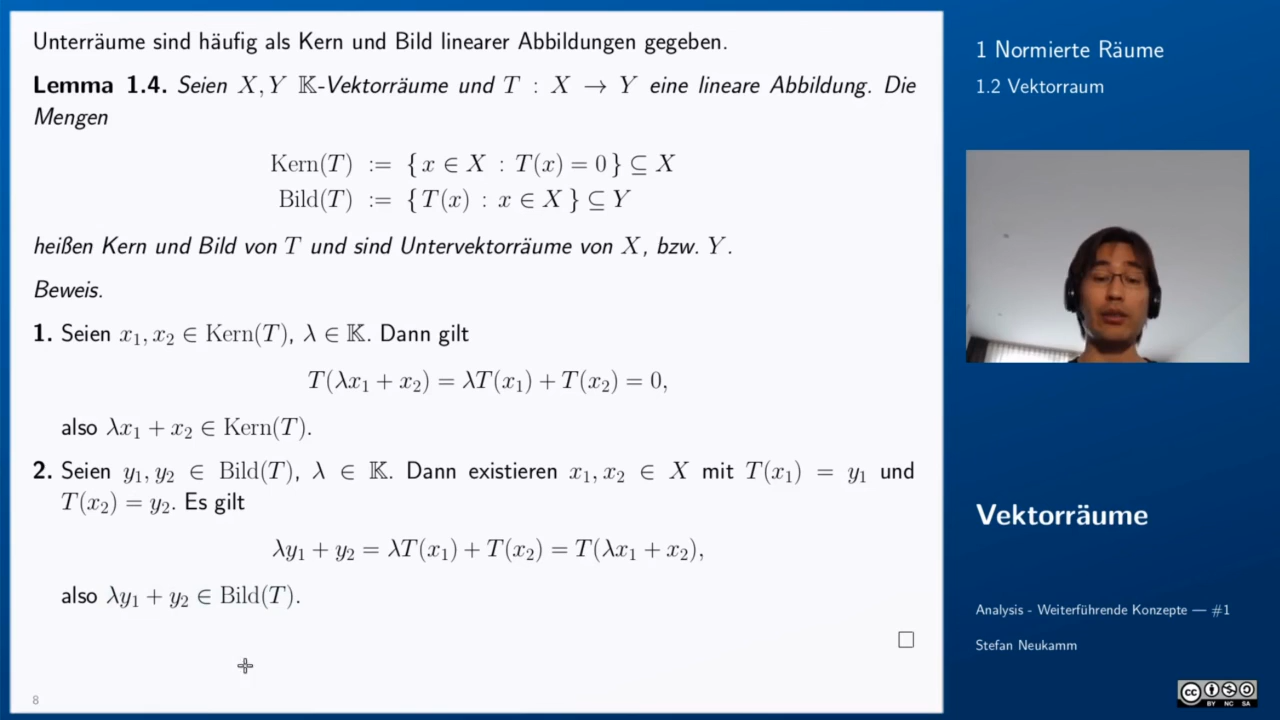 Unterräume sind häufig als Kern und Bild linearer Abbildungen gegeben.
Lemma 1.4. Seien X, Y 𝕂-Vektorräume und T : X → Y eine lineare Abbildung. Die
Mengen
Kern(T) := { x ∈ X : T(x) = 0 } ⊆ X
Bild(T) := { T(x) : x ∈ X } ⊆ Y
heißen Kern und Bild von T und sind Untervektorräume von X, bzw. Y.
Beweis.
1. Seien x₁, x₂ ∈ Kern(T), λ ∈ 𝕂. Dann gilt
T(λx₁ + x₂) = λT(x₁) + T(x₂) = 0,
also λx₁ + x₂ ∈ Kern(T).
2. Seien y₁, y₂ ∈ Bild(T), λ ∈ 𝕂. Dann existieren x₁, x₂ ∈ X mit T(x₁) = y₁ und
T(x₂) = y₂. Es gilt
λy₁ + y₂ = λT(x₁) + T(x₂) = T(λx₁ + x₂),
also λy₁ + y₂ ∈ Bild(T).
□
8
1 Normierte Räume
1.2 Vektorraum
Vektorräume
Analysis - Weiterführende Konzepte — #1
Stefan Neukamm
cc
BY NC SA